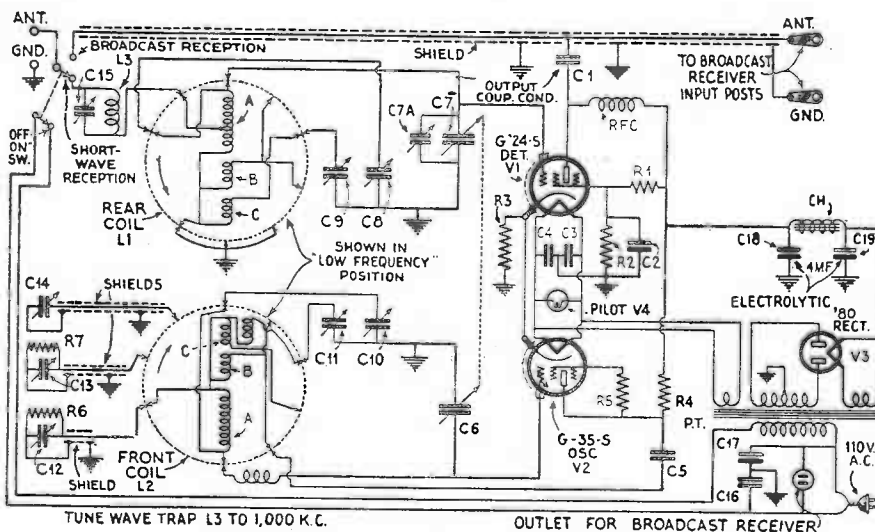 ANT.
GND.
BROADCAST RECEPTION
L3
C15
OFF-
ON
SW.
SHORT-
WAVE
RECEPTION
REAR
COIL
L1
A
B
C
SHIELD
C7A
C7
C9
C8
OUTPUT
COUP. COND.
C1
RFC
G-'24-S
DET.
V1
R3
C4
C3
R1
R2
C2
ANT.
TO BROADCAST
RECEIVER
INPUT POSTS
GND.
CH
C18
C19
4MF.
ELECTROLYTIC
'80
RECT.
V3
SHOWN IN
"LOW FREQUENCY"
POSITION
SHIELDS
C14
R7
C13
R6
C12
SHIELD
FRONT
COIL
L2
C
B
A
C11
C10
C6
PILOT V4
G-35-S
OSC
V2
R5
R4
C5
P.T.
C17
C16
110V.
A.C.
TUNE WAVE TRAP L3 TO 1,000 K.C.
OUTLET FOR BROADCAST RECEIVER